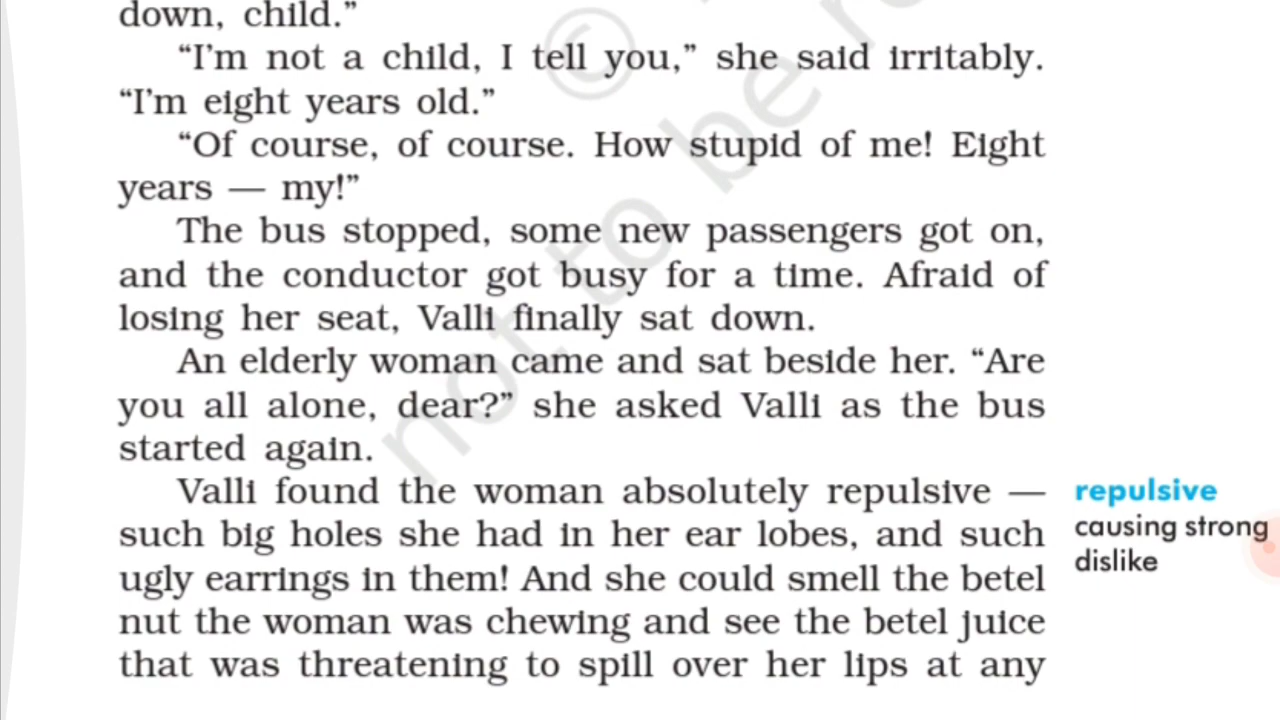 down, child.”
“I’m not a child, I tell you,” she said irritably.
“I’m eight years old.”
“Of course, of course. How stupid of me! Eight
years — my!”
The bus stopped, some new passengers got on,
and the conductor got busy for a time. Afraid of
losing her seat, Valli finally sat down.
An elderly woman came and sat beside her. “Are
you all alone, dear?” she asked Valli as the bus
started again.
Valli found the woman absolutely repulsive —
such big holes she had in her ear lobes, and such
ugly earrings in them! And she could smell the betel
nut the woman was chewing and see the betel juice
that was threatening to spill over her lips at any
repulsive
causing strong
dislike
©
not to be r